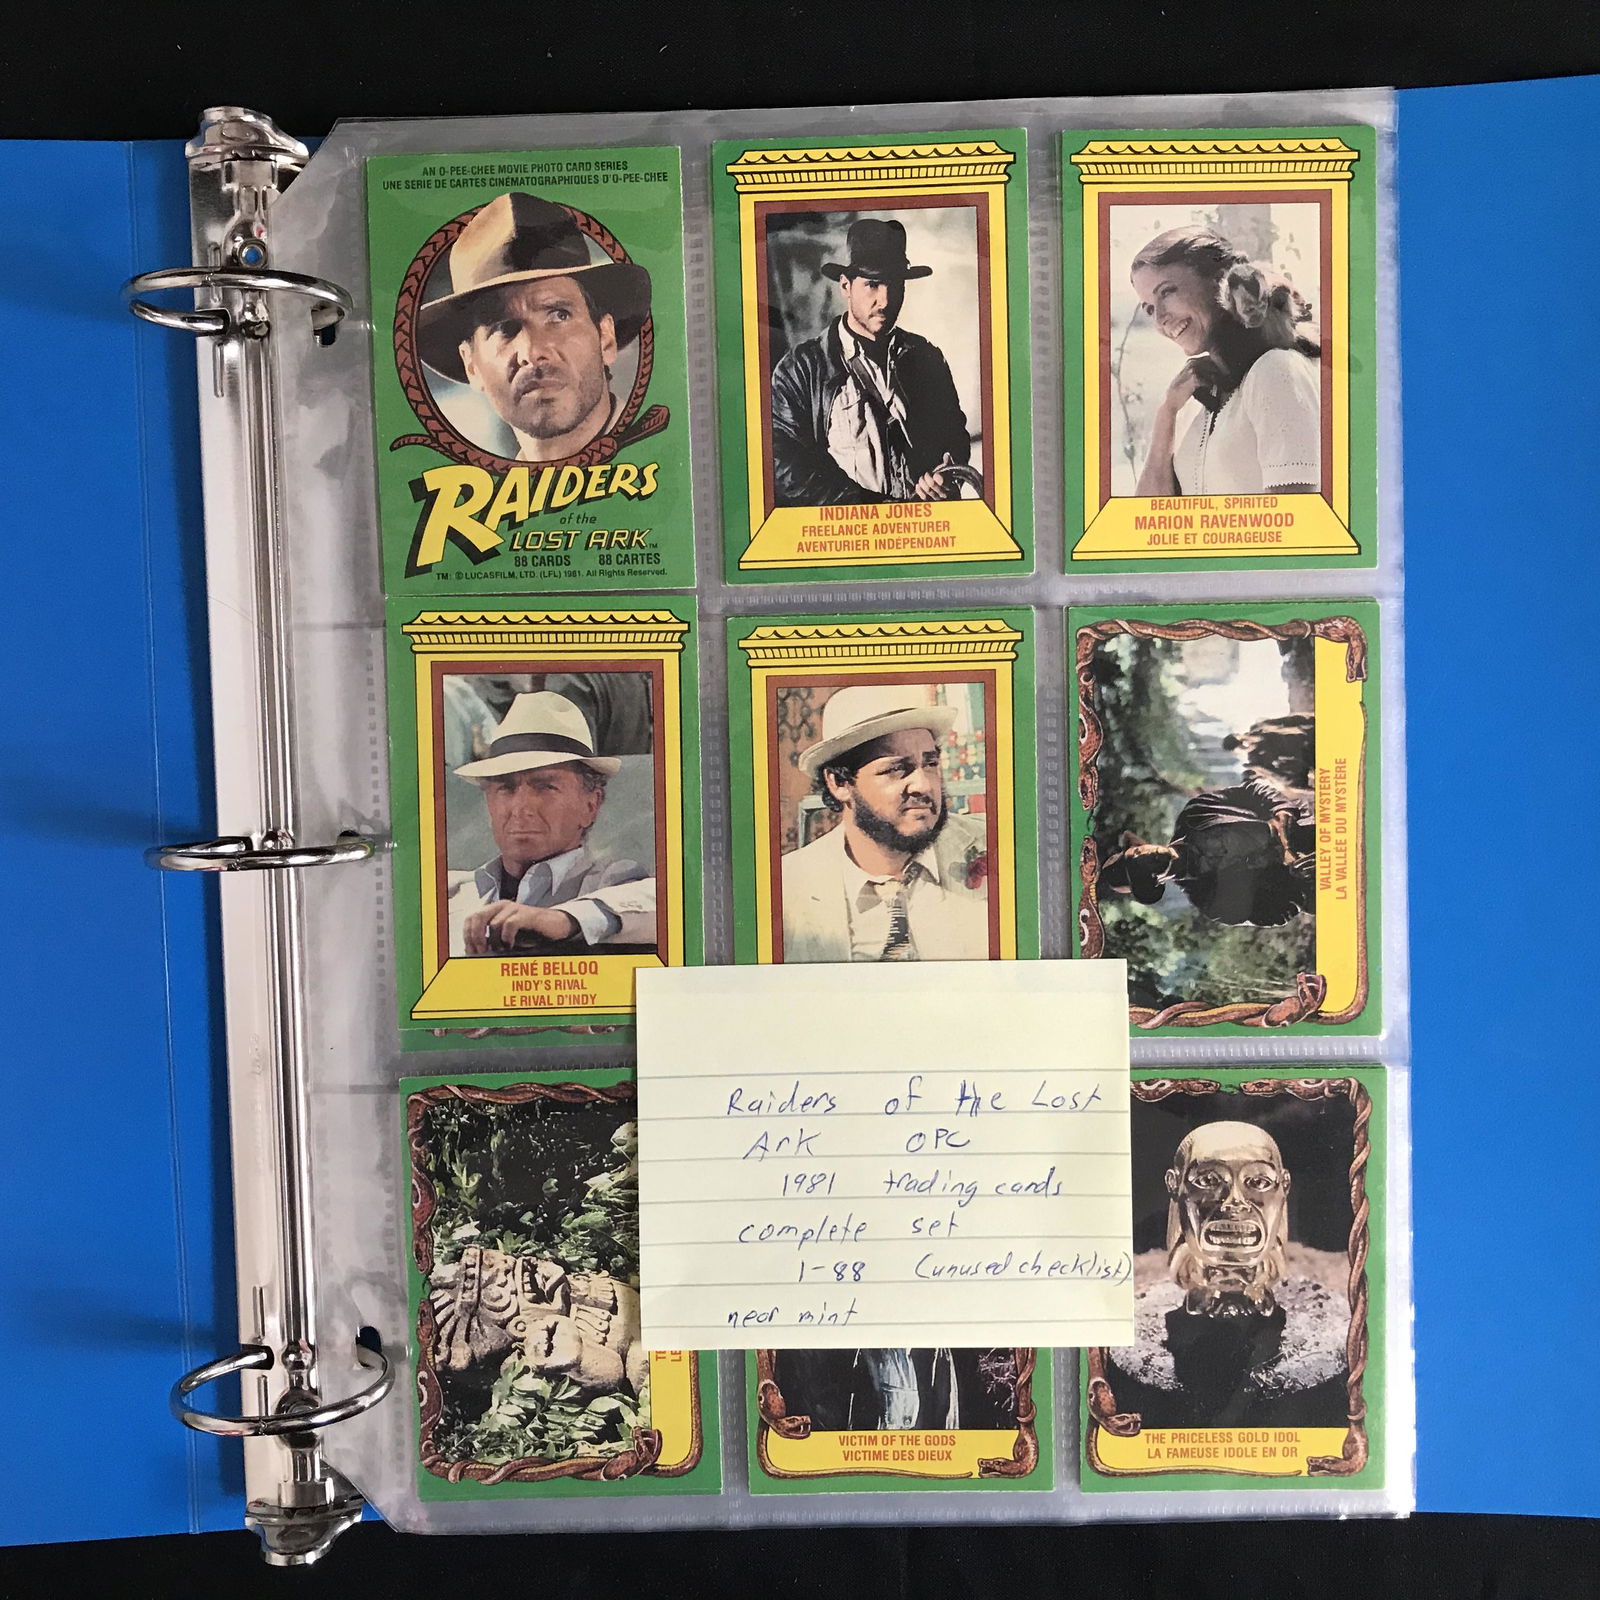 AN O-PEE-CHEE MOVIE PHOTO CARD SERIES
UNE SERIE DE CARTES CINÉMATOGRAPHIQUES D'O-PEE-CHEE
RAIDERS
of the
LOST ARK™
88 CARDS 88 CARTES
TM: © LUCASFILM, LTD. (LFL) 1981. All Rights Reserved.
INDIANA JONES
FREELANCE ADVENTURER
AVENTURIER INDÉPENDANT
BEAUTIFUL, SPIRITED
MARION RAVENWOOD
JOLIE ET COURAGEUSE
RENÉ BELLOQ
INDY'S RIVAL
LE RIVAL D'INDY
VALLEY OF MYSTERY
LA VALLÉE DU MYSTÈRE
Raiders of the Lost
Ark OPC
1981 trading cards
complete set
1-88 (unused checklist)
near mint
VICTIM OF THE GODS
VICTIME DES DIEUX
THE PRICELESS GOLD IDOL
LA FAMEUSE IDOLE EN OR